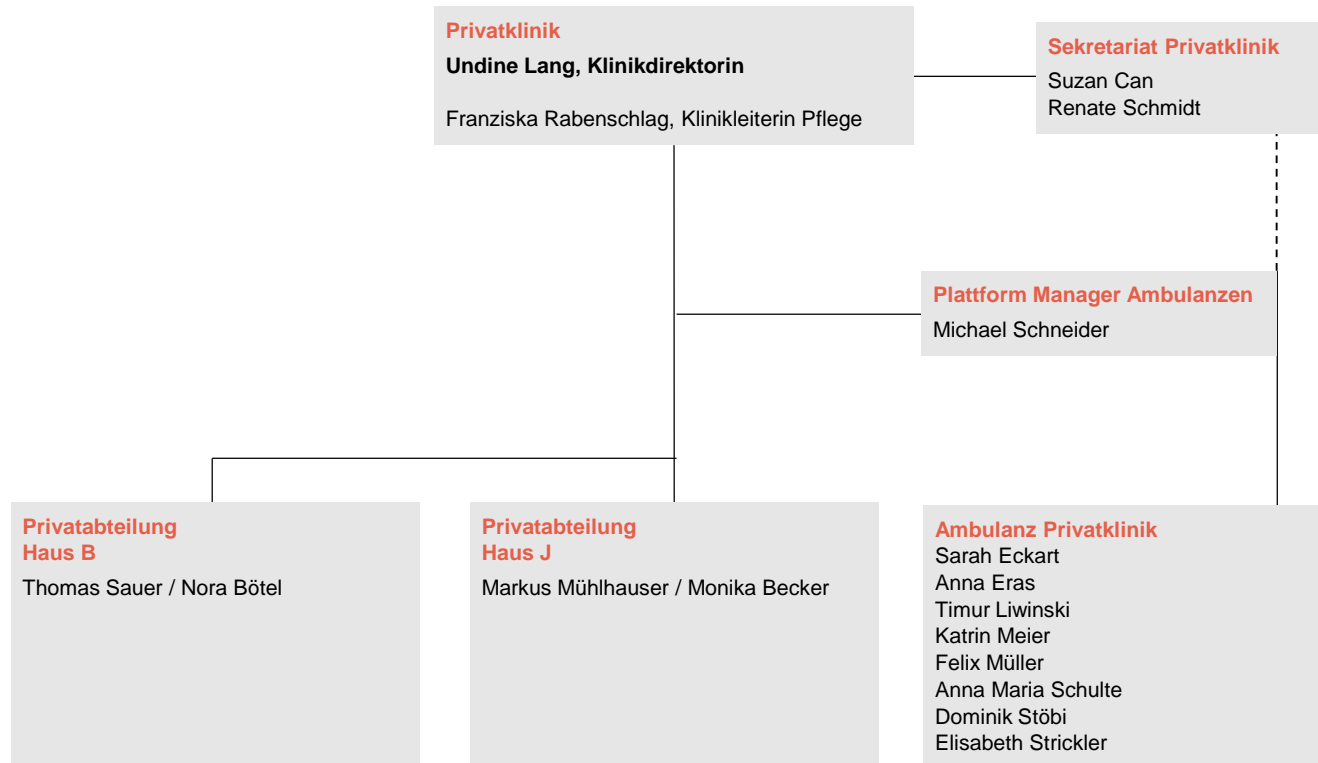 Privatklinik
Undine Lang, Klinikdirektorin
Franziska Rabenschlag, Klinikleiterin Pflege
Sekretariat Privatklinik
Suzan Can
Renate Schmidt
Plattform Manager Ambulanzen
Michael Schneider
Privatabteilung
Haus B
Thomas Sauer / Nora Bötel
Privatabteilung
Haus J
Markus Mühlhauser / Monika Becker
Ambulanz Privatklinik
Sarah Eckart
Anna Eras
Timur Liwinski
Katrin Meier
Felix Müller
Anna Maria Schulte
Dominik Stöbi
Elisabeth Strickler